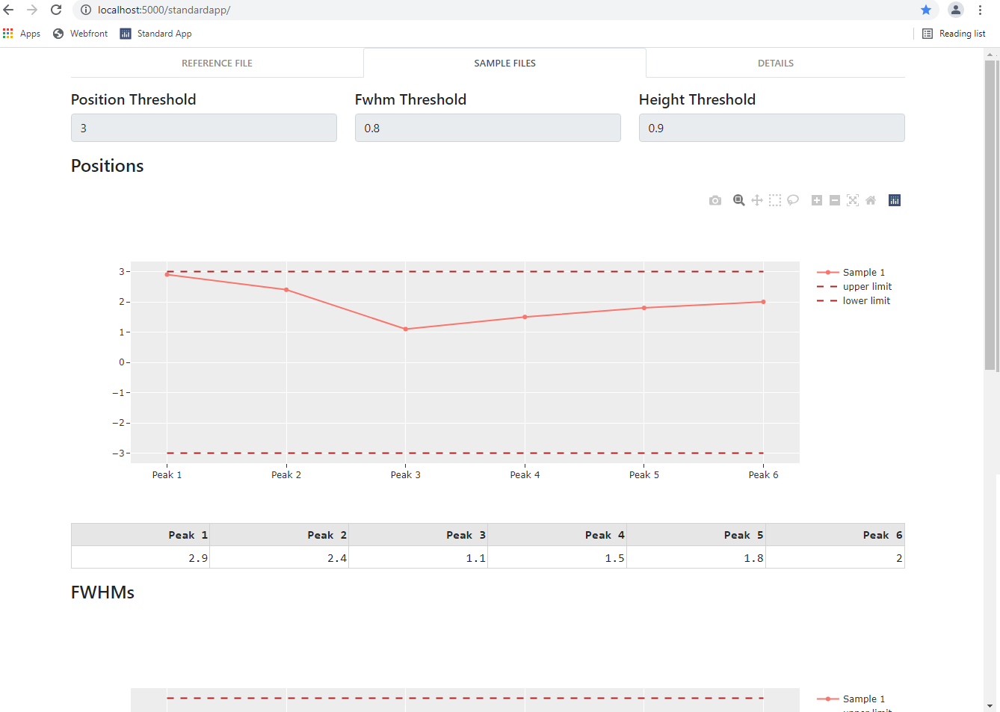 localhost:5000/standardapp/
Apps Webfront Standard App Reading list
REFERENCE FILE SAMPLE FILES DETAILS
Position Threshold Fwhm Threshold Height Threshold
3 0.8 0.9
Positions
3
2
1
0
−1
−2
−3
Peak 1 Peak 2 Peak 3 Peak 4 Peak 5 Peak 6
Sample 1
upper limit
lower limit
Peak 1 Peak 2 Peak 3 Peak 4 Peak 5 Peak 6
2.9 2.4 1.1 1.5 1.8 2
FWHMs
Sample 1
upper limit